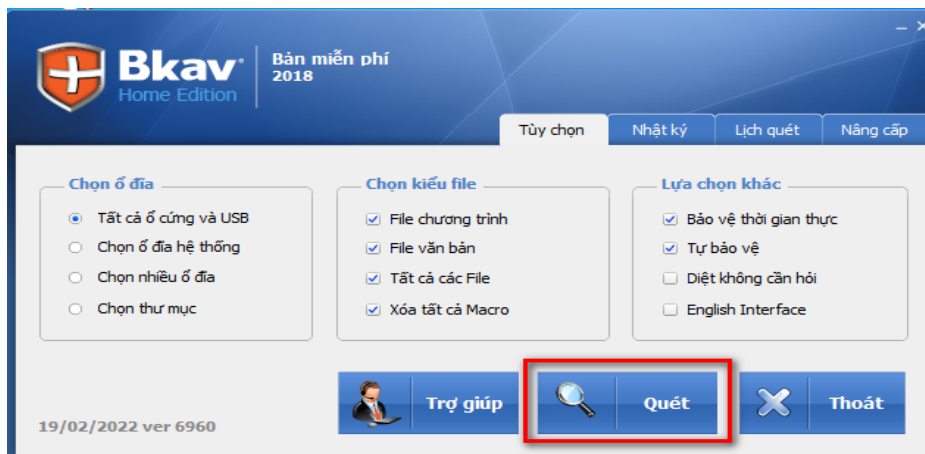 Bkav
Home Edition
Bản miễn phí
2018
Tùy chọn
Nhật ký
Lịch quét
Nâng cấp
Chọn ổ đĩa
Tất cả ổ cứng và USB
Chọn ổ đĩa hệ thống
Chọn nhiều ổ đĩa
Chọn thư mục
Chọn kiểu file
File chương trình
File văn bản
Tất cả các File
Xóa tất cả Macro
Lựa chọn khác
Bảo vệ thời gian thực
Tự bảo vệ
Diệt không cần hỏi
English Interface
Trợ giúp
Quét
Thoát
19/02/2022 ver 6960